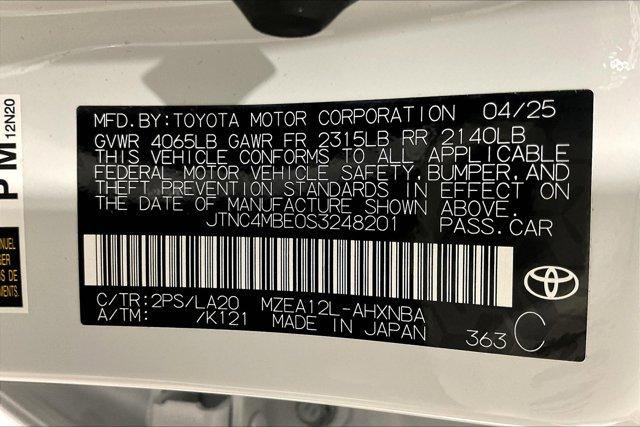 MFD.BY:TOYOTA MOTOR CORPORATION 04/25
GVWR 4065LB GAWR FR 2315LB RR 2140LB
THIS VEHICLE CONFORMS TO ALL APPLICABLE
FEDERAL MOTOR VEHICLE SAFETY, BUMPER, AND
THEFT PREVENTION STANDARDS IN EFFECT ON
THE DATE OF MANUFACTURE SHOWN ABOVE.
JTNC4MBE0S3248201 PASS.CAR
C/TR:2PS/LA20 MZEA12L-AHXNBA
A/TM: /K121 MADE IN JAPAN 363 C
PM 12N20
DE